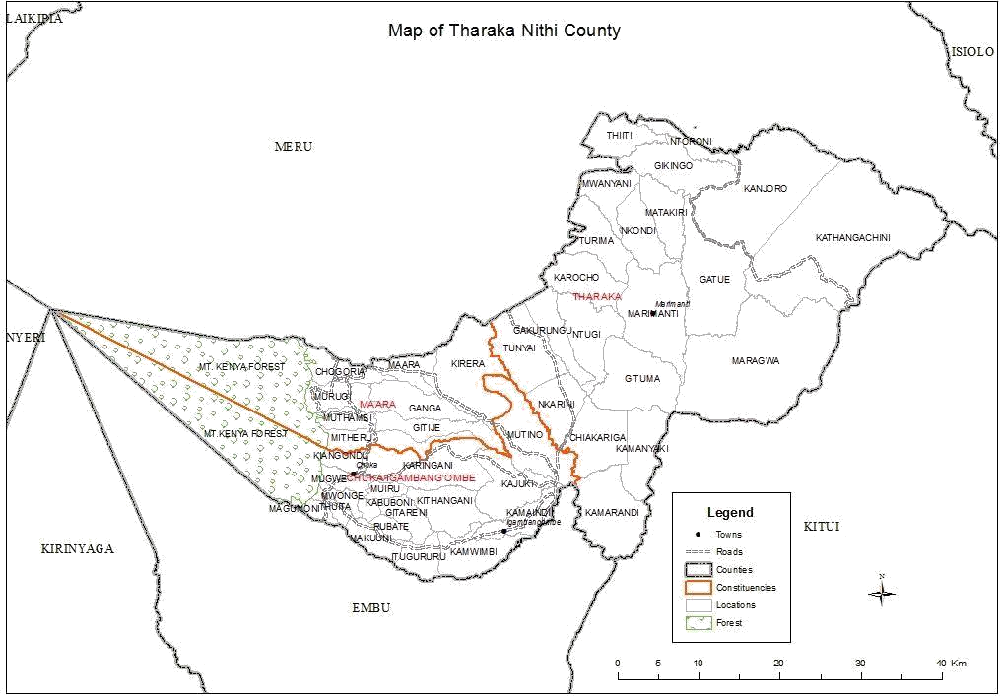 Map of Tharaka Nithi County
LAIKIPIA
ISIOLO
MERU
THIITI
NTORONI
GIKINGO
MWANYANI
KANJORO
MATAKIRI
NKONDI
TURIMA
KATHANGACHINI
KAROCHO
GATUE
THARAKA
Marimanti
MARIMANTI
NYERI
GAKURUNGU
NTUGI
TUNYAI
MT. KENYA FOREST
CHOGORIA
MAARA
KIRERA
MARAGWA
GITUMA
MURUGI
MAARA
GANGA
NKARINI
MUTHAMBI
GITIJE
MT.KENYA FOREST
MITHERU
MUTINO
CHIAKARIGA
KAMANYAKI
KIANGONDU
Chuka
KARINGANI
MUGWE
CHUKA/IGAMBANG'OMBE
KAJUKI
MUIRU
MWONGE
KABUBONI
KITHANGANI
MAGUMONI
THUITA
GITARENI
KAMAINDI
Igambang'ombe
KAMARANDI
RUBATE
MAKUUNI
KAMWIMBI
ITUGURURU
KIRINYAGA
EMBU
KITUI
Legend
Towns
Roads
Counties
Constituencies
Locations
Forest
N
0 5 10 20 30 40 Km